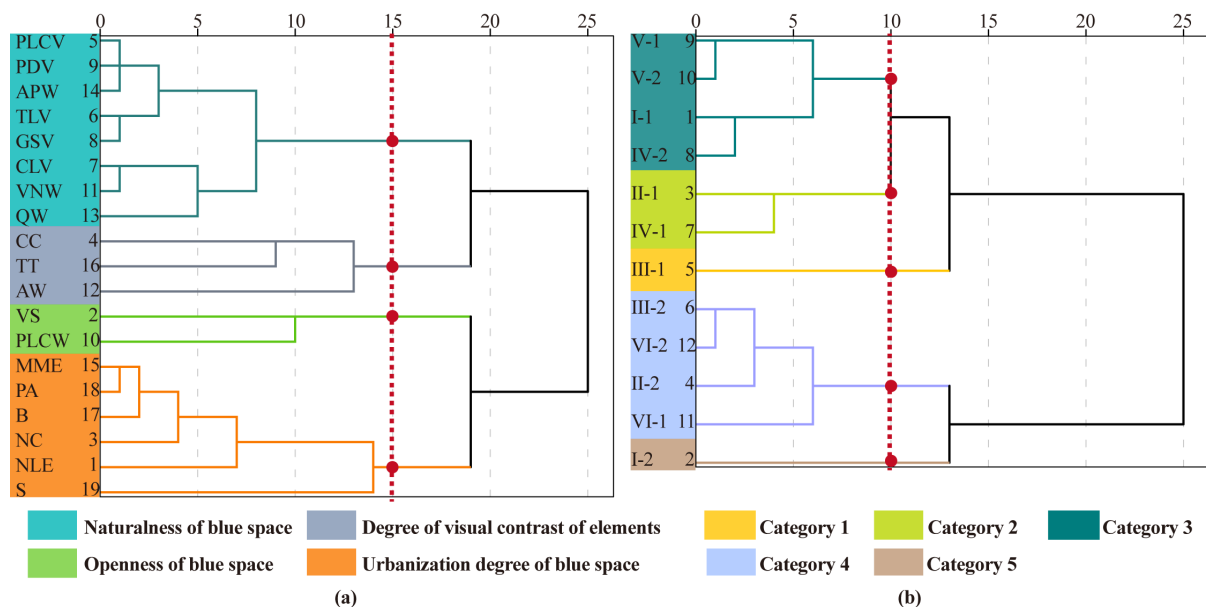 0 5 10 15 20 25
PLCV 5
PDV 9
APW 14
TLV 6
GSV 8
CLV 7
VNW 11
QW 13
CC 4
TT 16
AW 12
VS 2
PLCW 10
MME 15
PA 18
B 17
NC 3
NLE 1
S 19
0 5 10 15 20 25
V-1 9
V-2 10
I-1 1
IV-2 8
II-1 3
IV-1 7
III-1 5
III-2 6
VI-2 12
II-2 4
VI-1 11
I-2 2
Naturalness of blue space
Degree of visual contrast of elements
Openness of blue space
Urbanization degree of blue space
Category 1
Category 2
Category 3
Category 4
Category 5
(a)
(b)